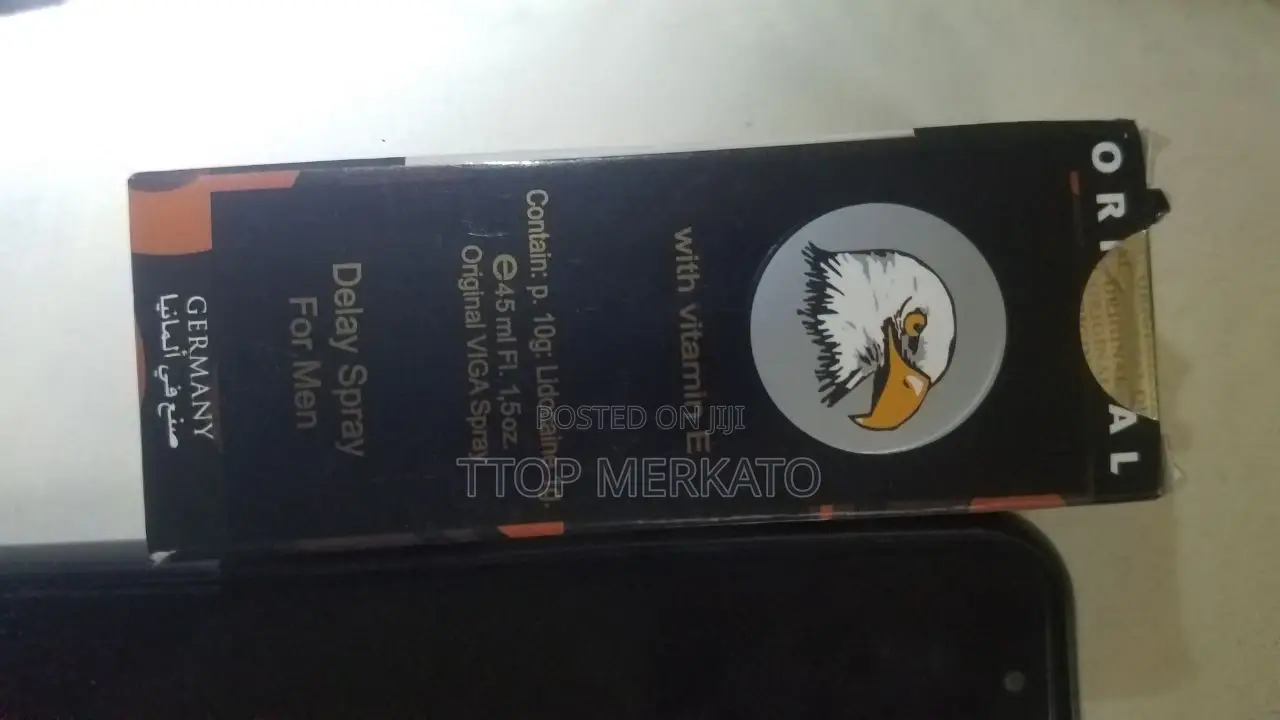 ORI AL
with vitamin E
Contain: p. 10g: Lidocaine
℮45 ml Fl. 1,5oz.
Original VIGA Spray
Delay Spray
For Men
GERMANY
صنع في ألمانيا
POSTED ON JIJI
TTOP MERKATO